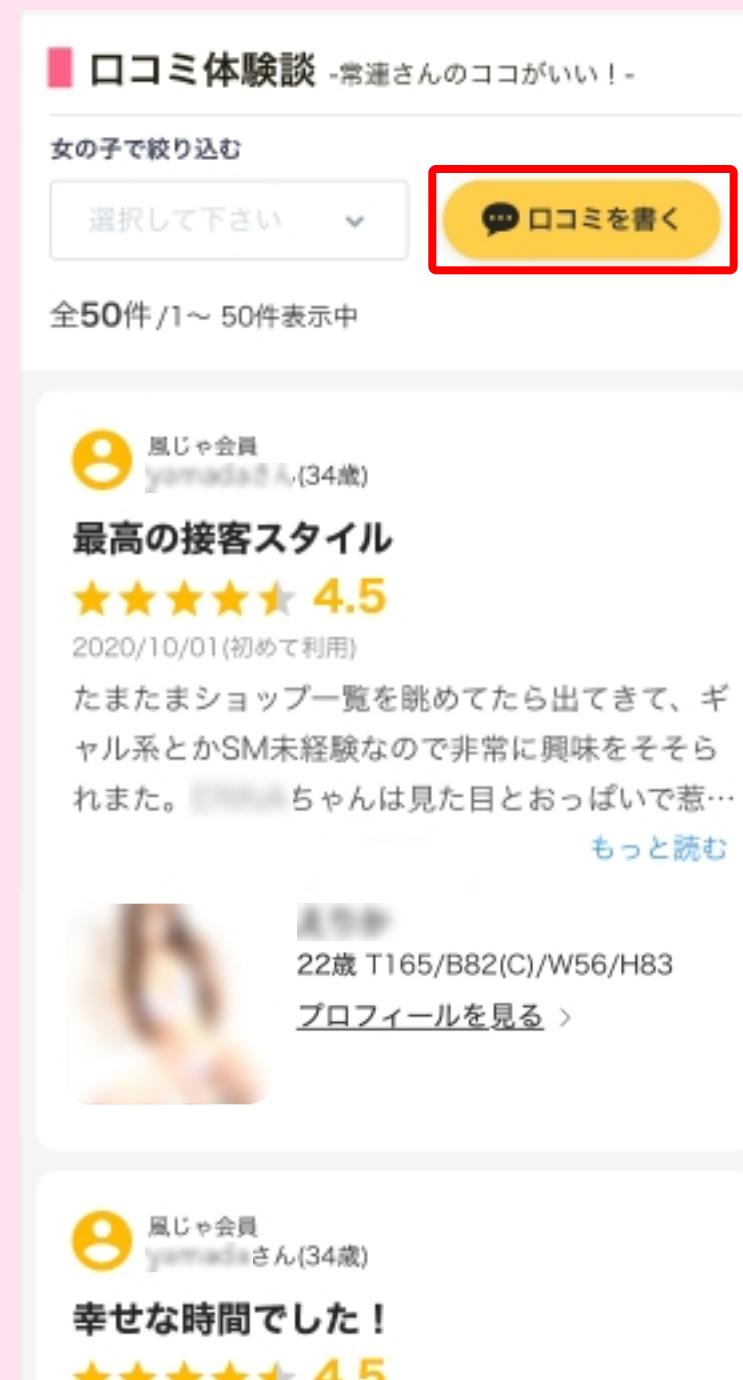 口コミ体験談 -常連さんのココがいい！-
女の子で絞り込む
選択して下さい
口コミを書く
全50件 /1～ 50件表示中
風じゃ会員
(34歳)
最高の接客スタイル
4.5
2020/10/01(初めて利用)
たまたまショップ一覧を眺めてたら出てきて、ギ
ャル系とかSM未経験なので非常に興味をそそら
れまた。 ちゃんは見た目とおっぱいで惹…
もっと読む
22歳 T165/B82(C)/W56/H83
プロフィールを見る
風じゃ会員
さん(34歳)
幸せな時間でした！
4.5